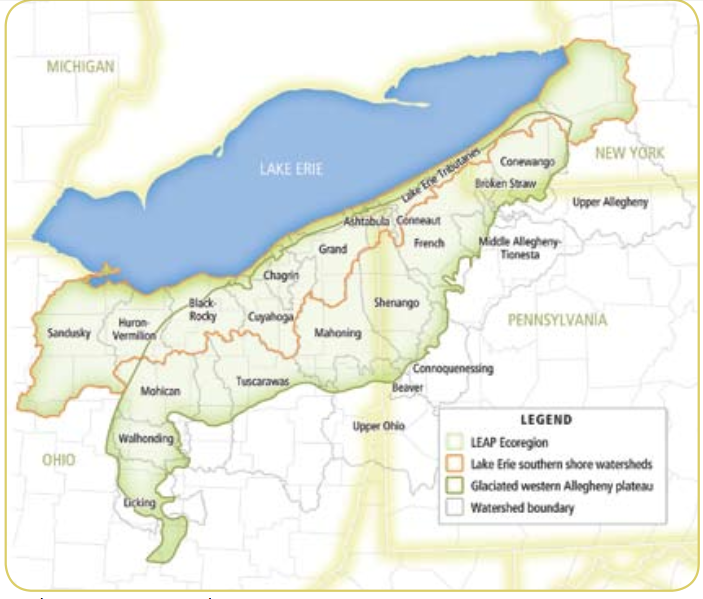 MICHIGAN
LAKE ERIE
Lake Erie Tributaries
Conewango
NEW YORK
Broken Straw
Upper Allegheny
Ashtabula
Conneaut
French
Middle Allegheny-
Tionesta
Grand
Chagrin
Shenango
Black-
Rocky
Cuyahoga
Sandusky
Huron-
Vermilion
Mahoning
PENNSYLVANIA
Connoquenessing
Beaver
Tuscarawas
Mohican
Upper Ohio
Walhonding
OHIO
Licking
LEGEND
LEAP Ecoregion
Lake Erie southern shore watersheds
Glaciated western Allegheny plateau
Watershed boundary